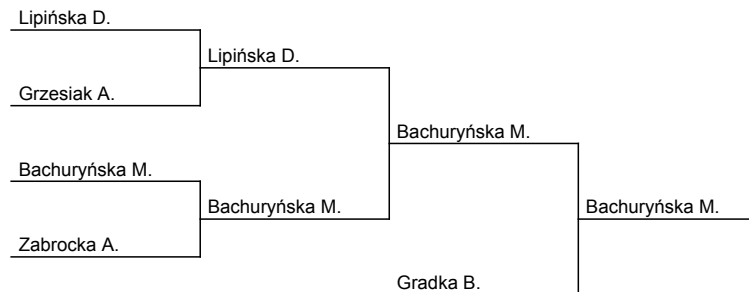 Lipińska D.
Lipińska D.
Grzesiak A.
Bachuryńska M.
Bachuryńska M.
Bachuryńska M.
Bachuryńska M.
Zabrocka A.
Gradka B.